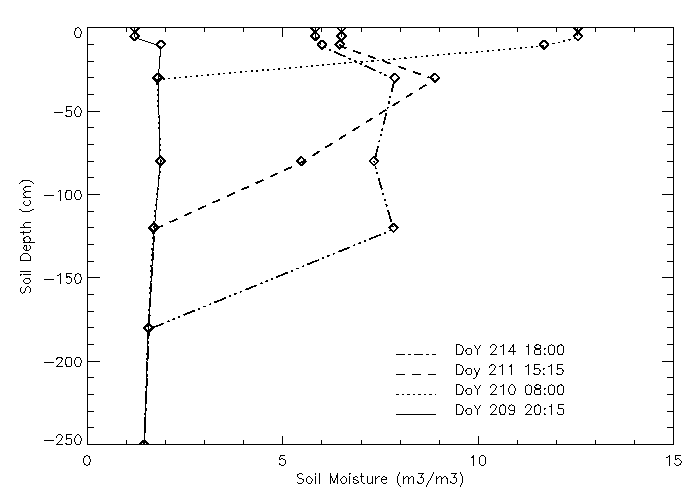 0
-50
-100
-150
-200
-250
Soil Depth (cm)
DoY 214 18:00
Doy 211 15:15
DoY 210 08:00
DoY 209 20:15
0 5 10 15
Soil Moisture (m3/m3)